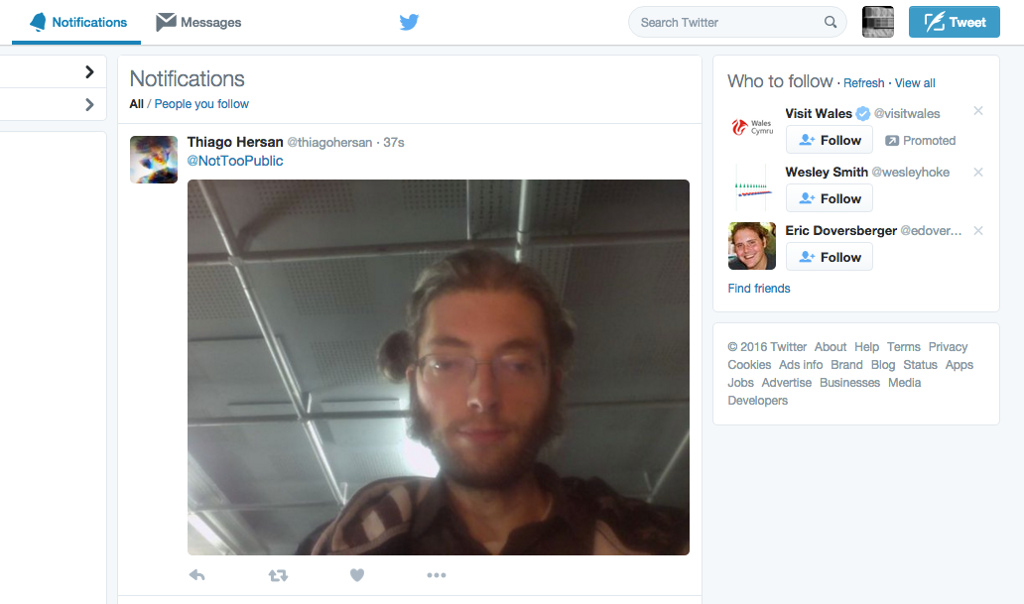 Notifications
Messages
Search Twitter
Tweet
Notifications
All / People you follow
Thiago Hersan @thiagohersan · 37s
@NotTooPublic
Who to follow · Refresh · View all
Wales
Cymru
Visit Wales @visitwales
Follow
Promoted
Wesley Smith @wesleyhoke
Follow
Eric Doversberger @edover...
Follow
Find friends
© 2016 Twitter About Help Terms Privacy
Cookies Ads info Brand Blog Status Apps
Jobs Advertise Businesses Media
Developers